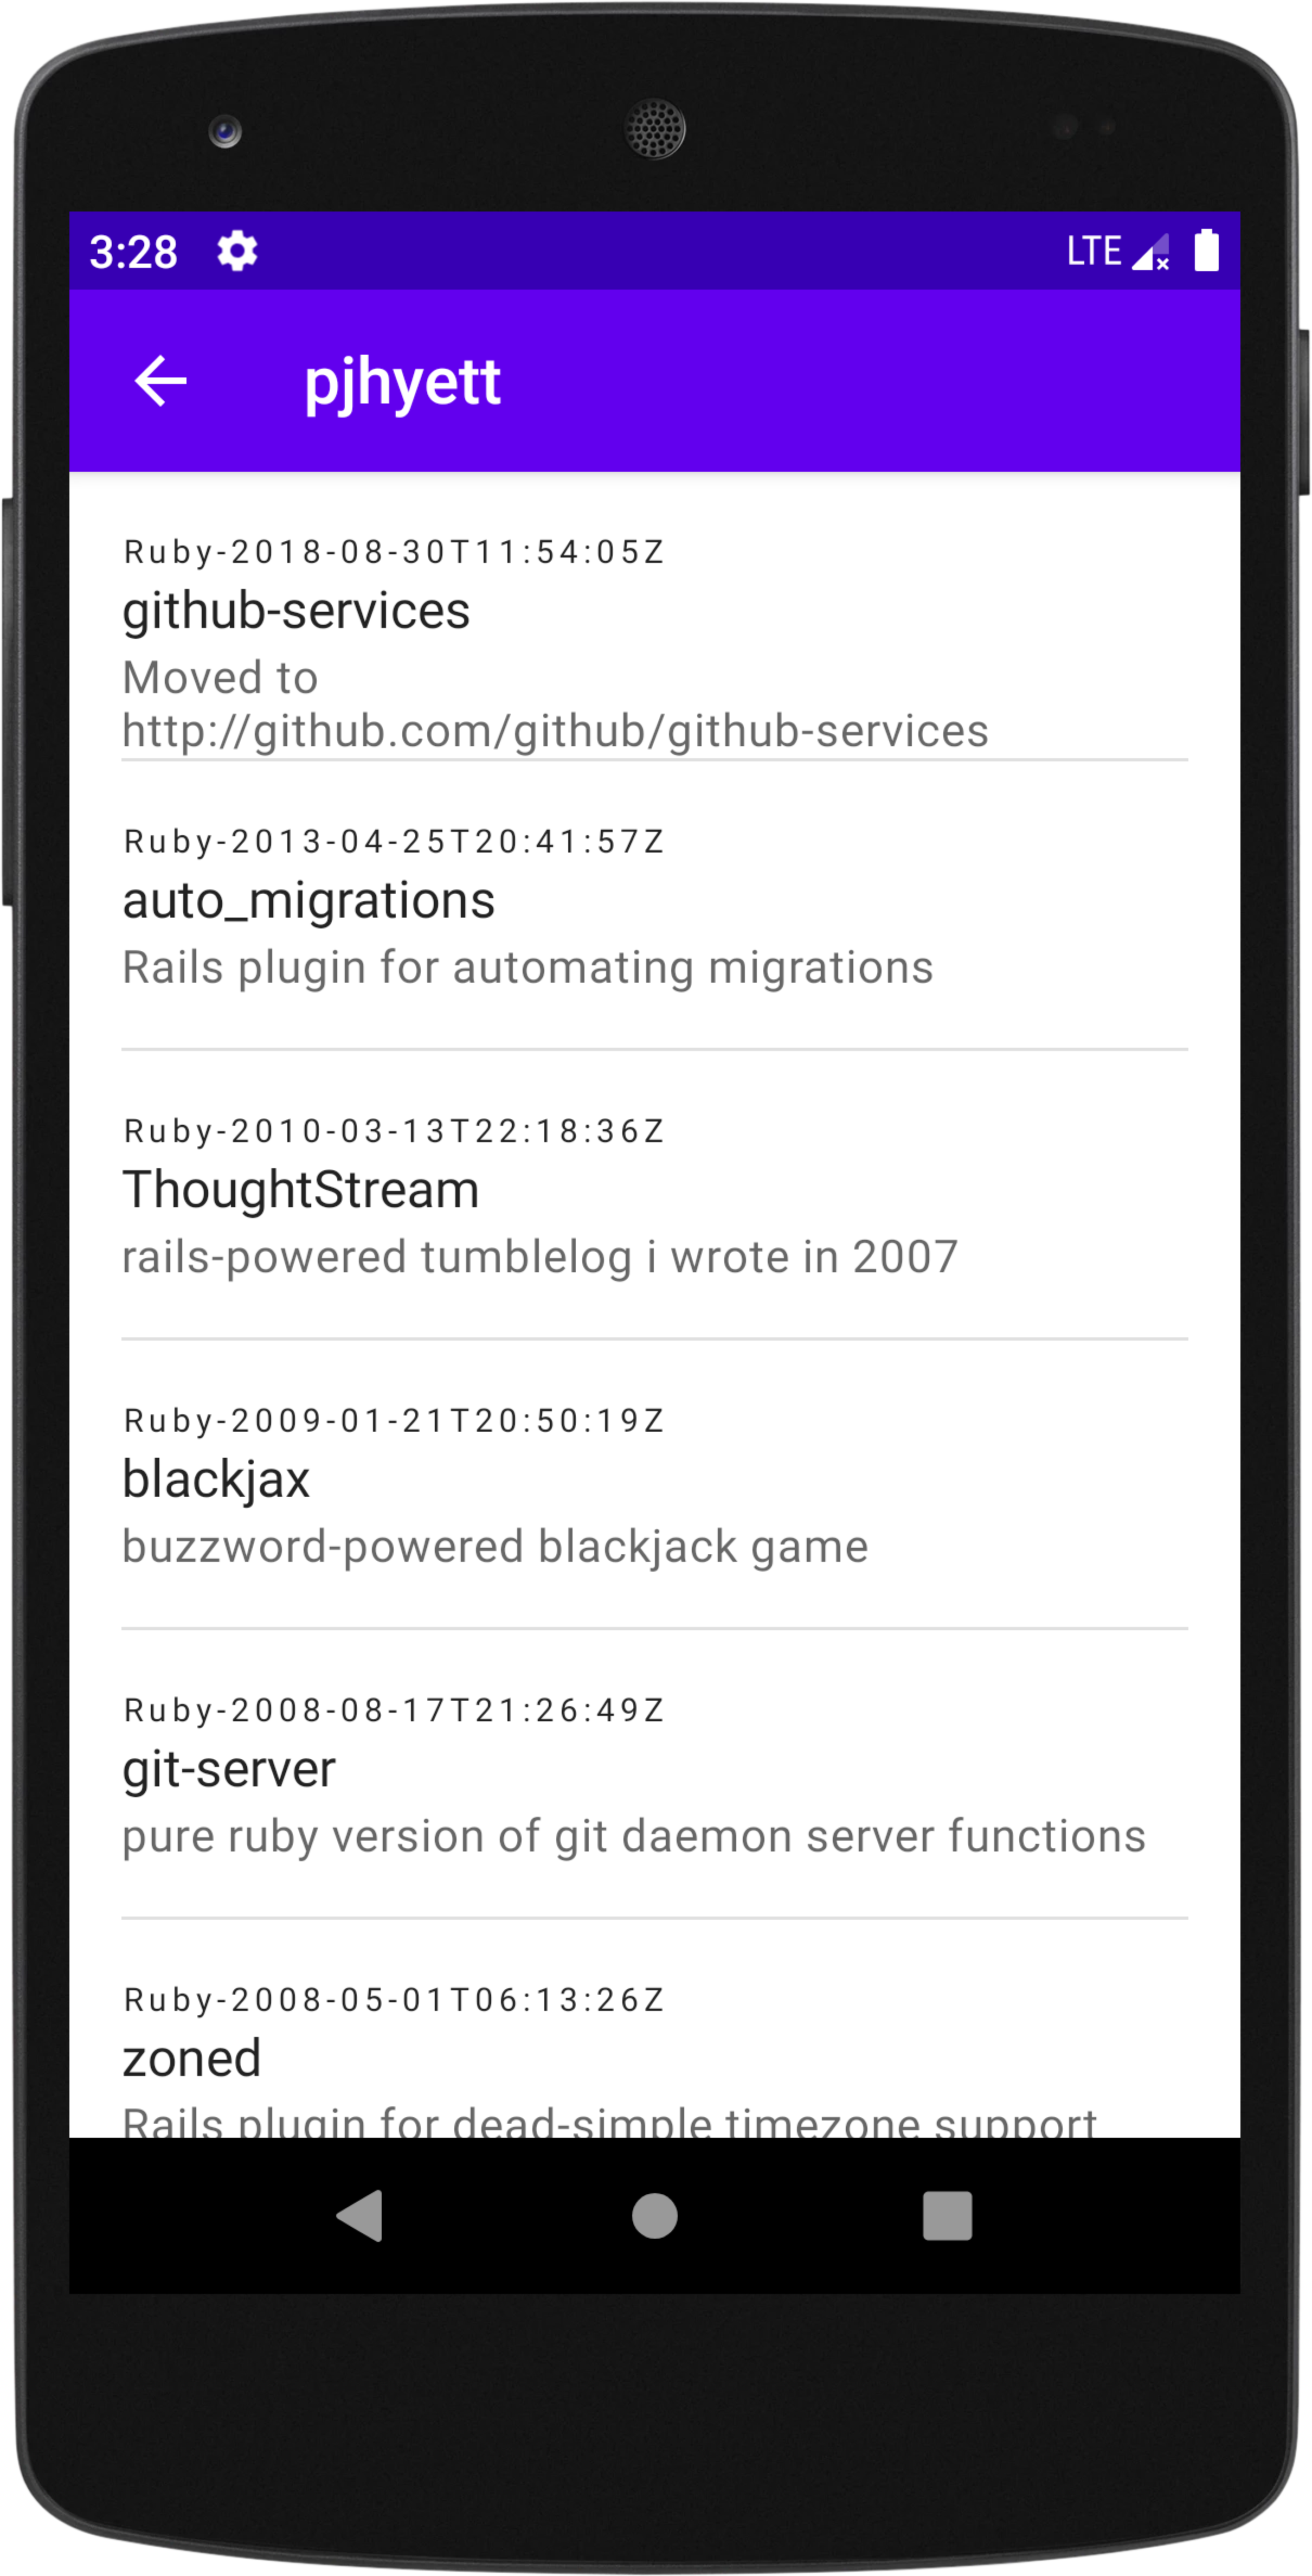 3:28 LTE
pjhyett
Ruby-2018-08-30T11:54:05Z
github-services
Moved to
http://github.com/github/github-services
Ruby-2013-04-25T20:41:57Z
auto_migrations
Rails plugin for automating migrations
Ruby-2010-03-13T22:18:36Z
ThoughtStream
rails-powered tumblelog i wrote in 2007
Ruby-2009-01-21T20:50:19Z
blackjax
buzzword-powered blackjack game
Ruby-2008-08-17T21:26:49Z
git-server
pure ruby version of git daemon server functions
Ruby-2008-05-01T06:13:26Z
zoned
Rails plugin for dead-simple timezone support